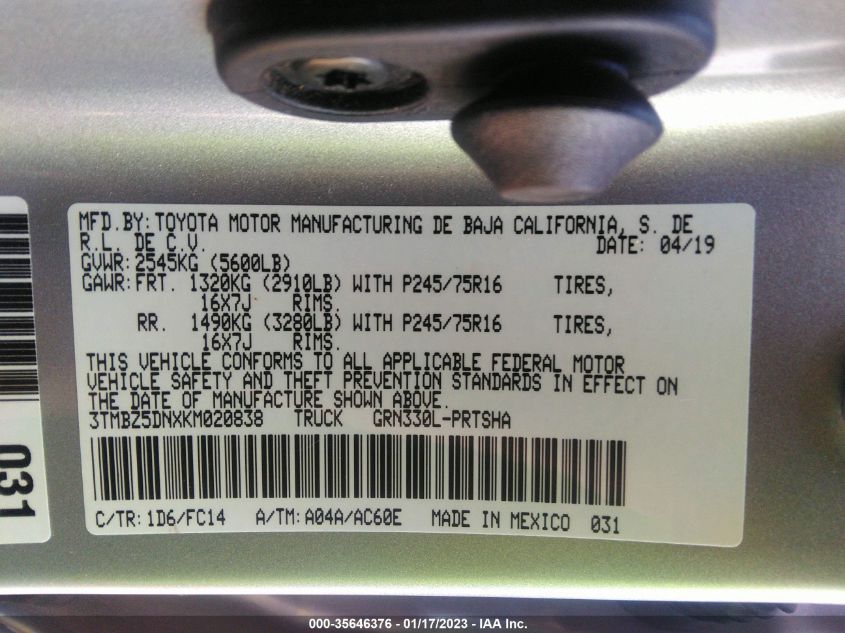 MFD.BY:TOYOTA MOTOR MANUFACTURING DE BAJA CALIFORNIA, S. DE
R.L. DE C.V. DATE: 04/19
GVWR:2545KG (5600LB)
GAWR:FRT. 1320KG (2910LB) WITH P245/75R16 TIRES,
16X7J RIMS.
RR. 1490KG (3280LB) WITH P245/75R16 TIRES,
16X7J RIMS.
THIS VEHICLE CONFORMS TO ALL APPLICABLE FEDERAL MOTOR
VEHICLE SAFETY AND THEFT PREVENTION STANDARDS IN EFFECT ON
THE DATE OF MANUFACTURE SHOWN ABOVE.
3TMBZ5DNXKM020838 TRUCK GRN330L-PRTSHA
C/TR:1D6/FC14 A/TM:A04A/AC60E MADE IN MEXICO 031
031
000-35646376 - 01/17/2023 - IAA Inc.